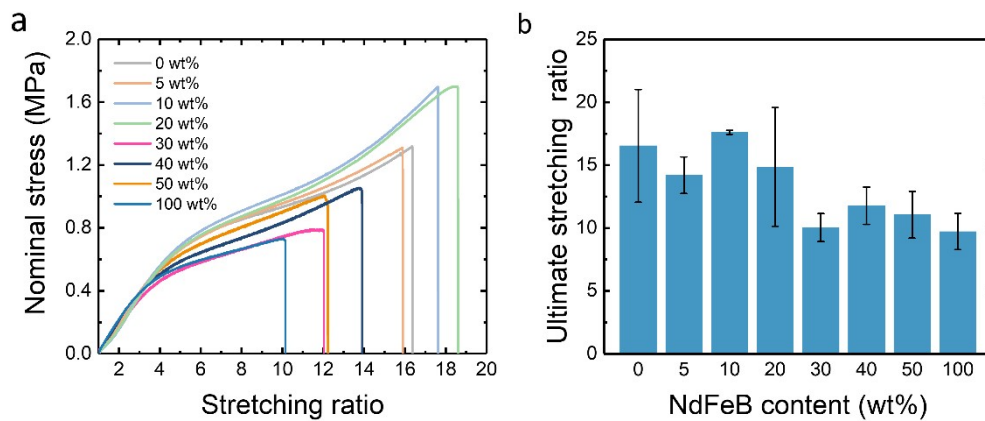 a
Nominal stress (MPa)
2.0
1.6
1.2
0.8
0.4
0.0
0 wt%
5 wt%
10 wt%
20 wt%
30 wt%
40 wt%
50 wt%
100 wt%
2 4 6 8 10 12 14 16 18 20
Stretching ratio
b
Ultimate stretching ratio
25
20
15
10
5
0
0 5 10 20 30 40 50 100
NdFeB content (wt%)